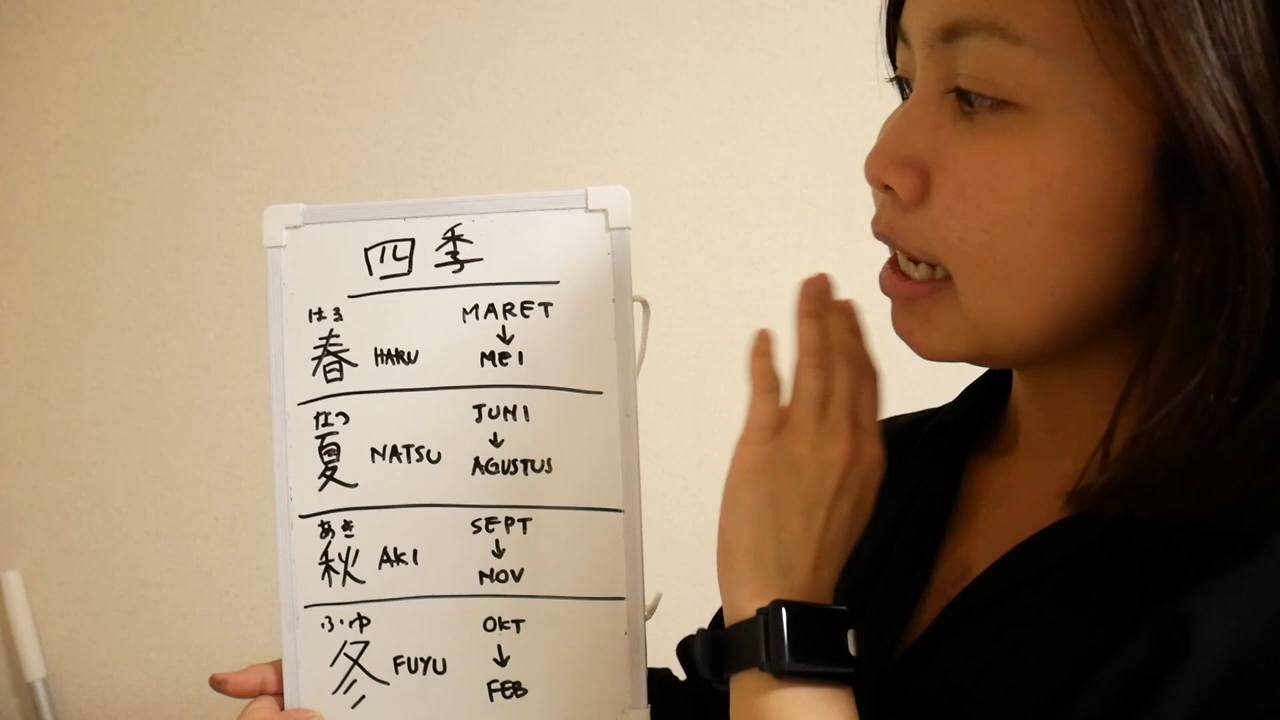 四季
はる
春 HARU
MARET
↓
MEI
なつ
夏 NATSU
JUNI
↓
AGUSTUS
あき
秋 AKI
SEPT
↓
NOV
ふゆ
冬 FUYU
OKT
↓
FEB